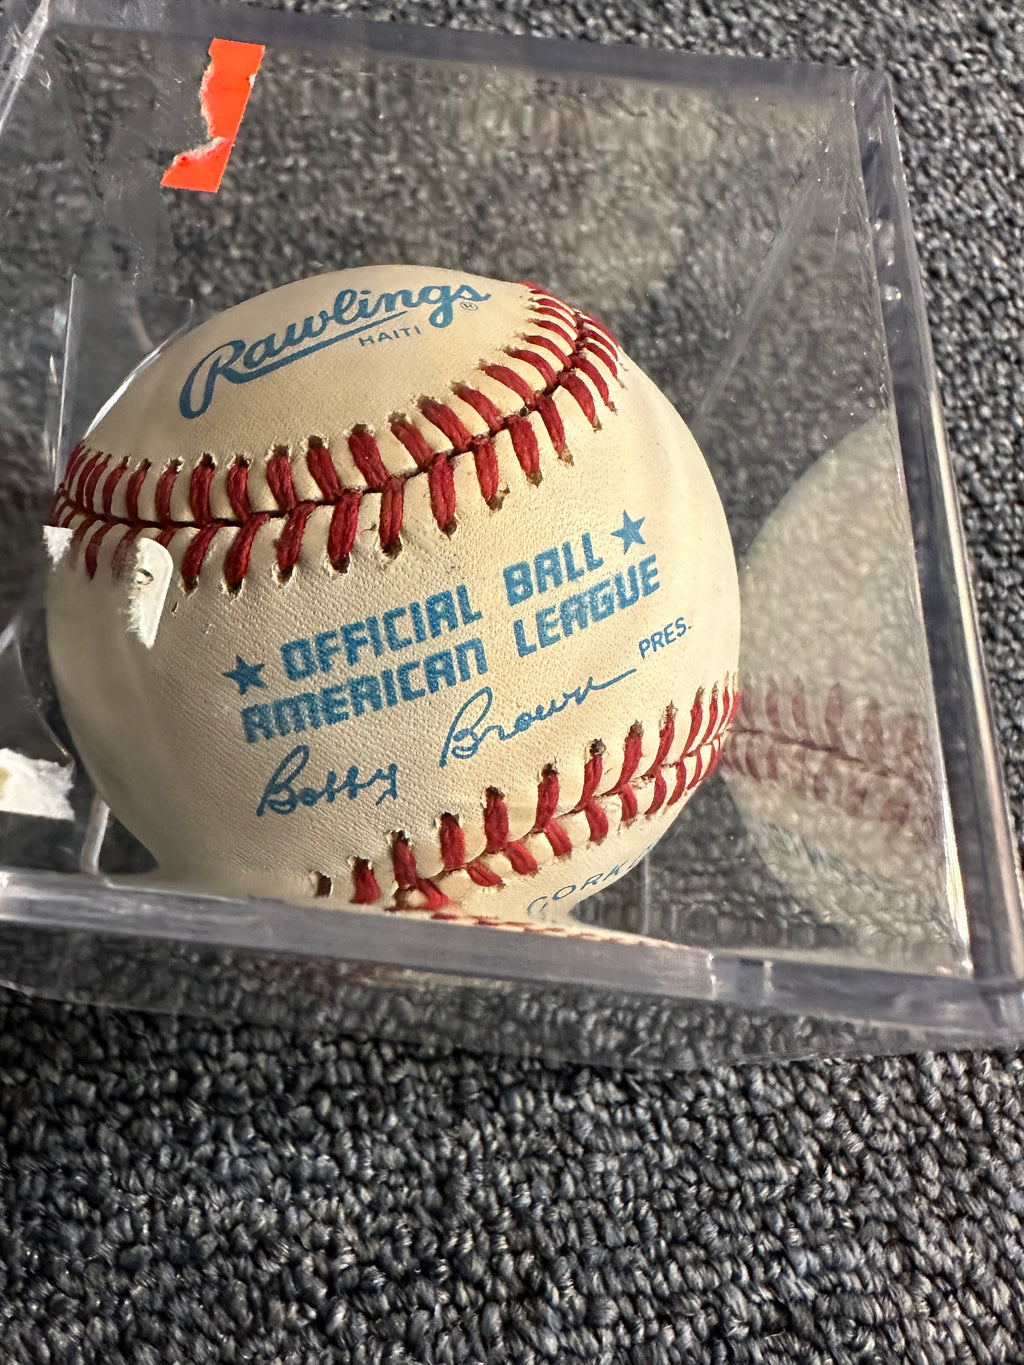 Rawlings®
HAITI
★ OFFICIAL BALL ★
AMERICAN LEAGUE
Bobby Brown PRES.